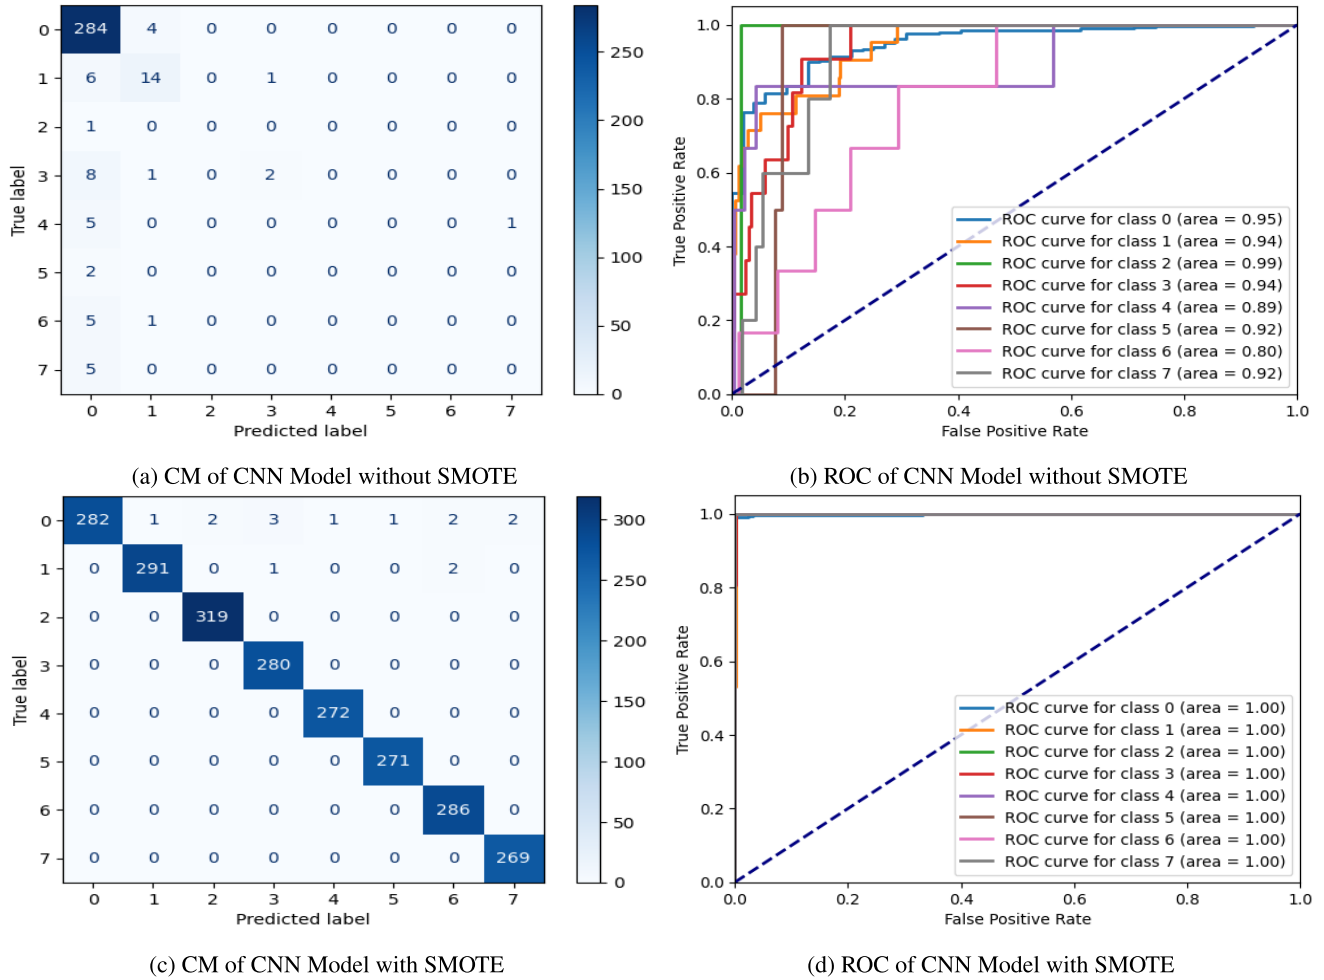 0 284 4 0 0 0 0 0 0
1 6 14 0 1 0 0 0 0
2 1 0 0 0 0 0 0 0
3 8 1 0 2 0 0 0 0
4 5 0 0 0 0 0 0 1
5 2 0 0 0 0 0 0 0
6 5 1 0 0 0 0 0 0
7 5 0 0 0 0 0 0 0
0 1 2 3 4 5 6 7
Predicted label
True label
250
200
150
100
50
0
1.0
0.8
0.6
0.4
0.2
0.0
0.0 0.2 0.4 0.6 0.8 1.0
False Positive Rate
True Positive Rate
ROC curve for class 0 (area = 0.95)
ROC curve for class 1 (area = 0.94)
ROC curve for class 2 (area = 0.99)
ROC curve for class 3 (area = 0.94)
ROC curve for class 4 (area = 0.89)
ROC curve for class 5 (area = 0.92)
ROC curve for class 6 (area = 0.80)
ROC curve for class 7 (area = 0.92)
(a) CM of CNN Model without SMOTE
(b) ROC of CNN Model without SMOTE
0 282 1 2 3 1 1 2 2
1 0 291 0 1 0 0 2 0
2 0 0 319 0 0 0 0 0
3 0 0 0 280 0 0 0 0
4 0 0 0 0 272 0 0 0
5 0 0 0 0 0 271 0 0
6 0 0 0 0 0 0 286 0
7 0 0 0 0 0 0 0 269
0 1 2 3 4 5 6 7
Predicted label
True label
300
250
200
150
100
50
0
1.0
0.8
0.6
0.4
0.2
0.0
0.0 0.2 0.4 0.6 0.8 1.0
False Positive Rate
True Positive Rate
ROC curve for class 0 (area = 1.00)
ROC curve for class 1 (area = 1.00)
ROC curve for class 2 (area = 1.00)
ROC curve for class 3 (area = 1.00)
ROC curve for class 4 (area = 1.00)
ROC curve for class 5 (area = 1.00)
ROC curve for class 6 (area = 1.00)
ROC curve for class 7 (area = 1.00)
(c) CM of CNN Model with SMOTE
(d) ROC of CNN Model with SMOTE